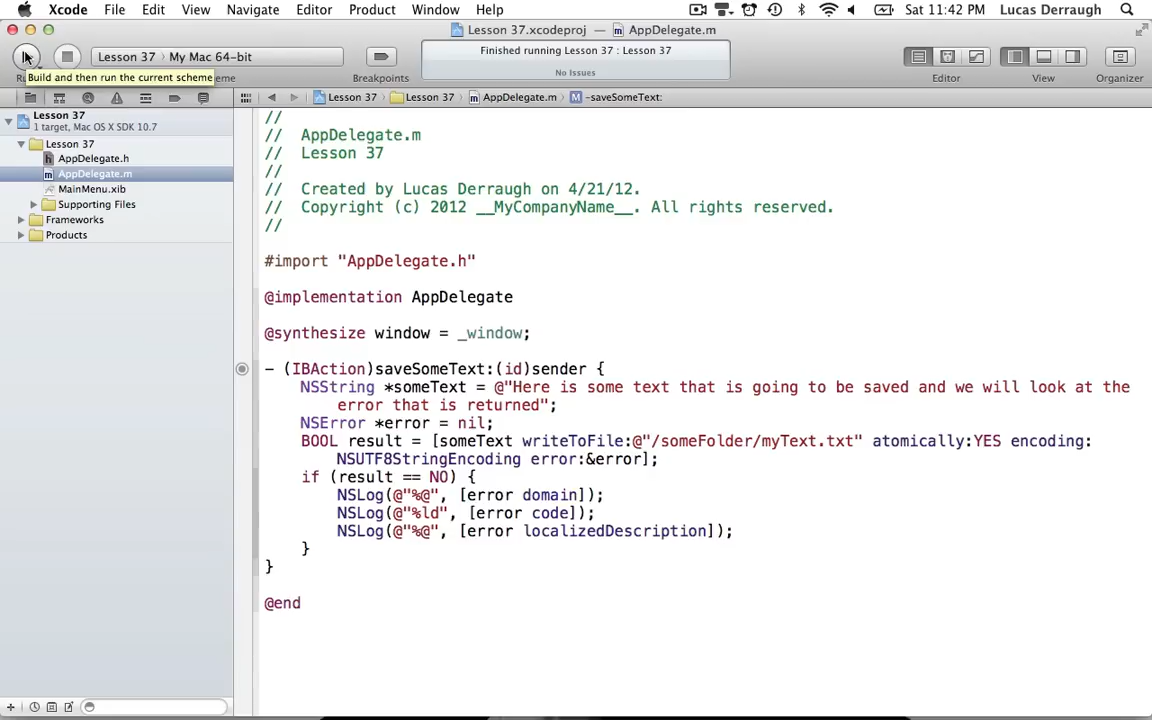 Xcode File Edit View Navigate Editor Product Window Help Sat 11:42 PM Lucas Derraugh
Lesson 37.xcodeproj — AppDelegate.m
Lesson 37 › My Mac 64-bit
Finished running Lesson 37 : Lesson 37
No Issues
Build and then run the current scheme
Breakpoints Editor View Organizer
Lesson 37 Lesson 37 AppDelegate.m -saveSomeText:
Lesson 37
1 target, Mac OS X SDK 10.7
Lesson 37
AppDelegate.h
AppDelegate.m
MainMenu.xib
Supporting Files
Frameworks
Products
//
// AppDelegate.m
// Lesson 37
//
// Created by Lucas Derraugh on 4/21/12.
// Copyright (c) 2012 __MyCompanyName__. All rights reserved.
//
#import "AppDelegate.h"
@implementation AppDelegate
@synthesize window = _window;
- (IBAction)saveSomeText:(id)sender {
NSString *someText = @"Here is some text that is going to be saved and we will look at the
error that is returned";
NSError *error = nil;
BOOL result = [someText writeToFile:@"/someFolder/myText.txt" atomically:YES encoding:
NSUTF8StringEncoding error:&error];
if (result == NO) {
NSLog(@"%@", [error domain]);
NSLog(@"%ld", [error code]);
NSLog(@"%@", [error localizedDescription]);
}
}
@end